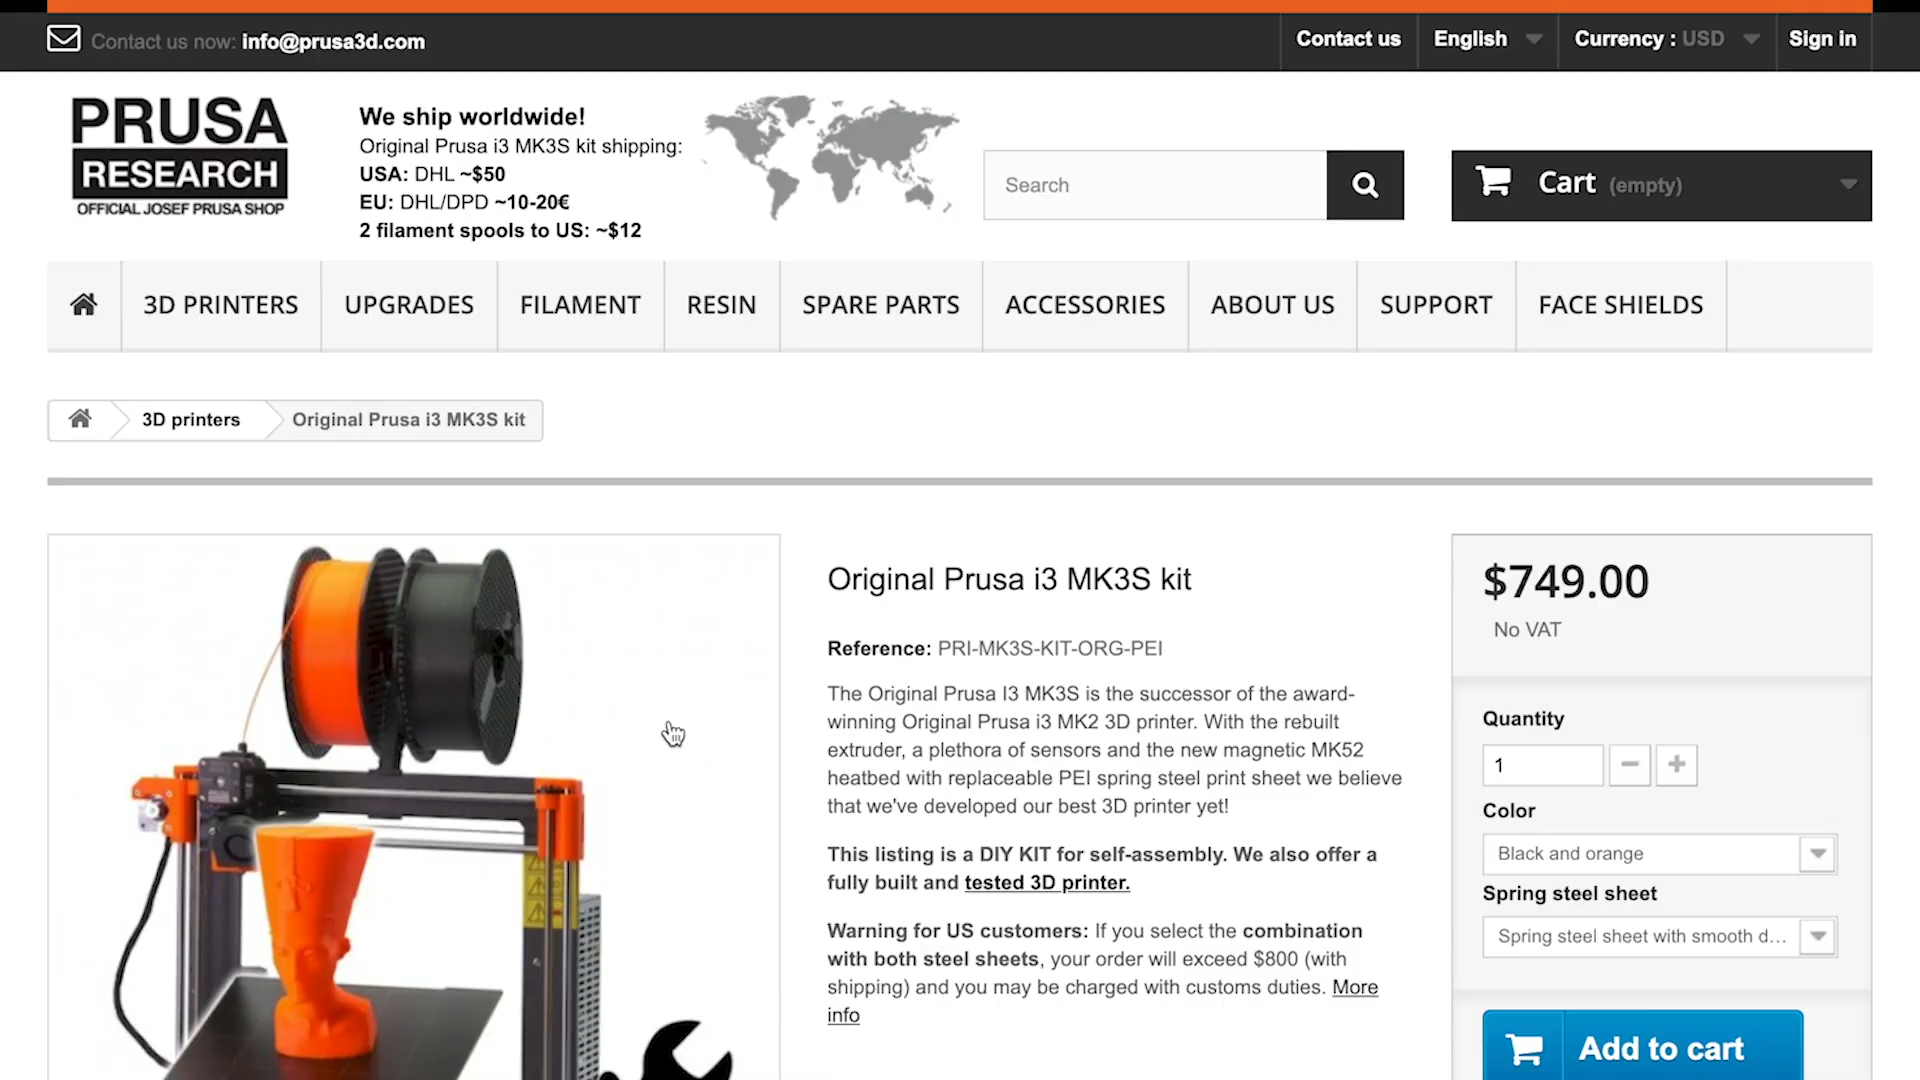 Contact us now: info@prusa3d.com
Contact us
English
Currency : USD
Sign in
PRUSA
RESEARCH
OFFICIAL JOSEF PRUSA SHOP
We ship worldwide!
Original Prusa i3 MK3S kit shipping:
USA: DHL ~$50
EU: DHL/DPD ~10-20€
2 filament spools to US: ~$12
Search
Cart (empty)
3D PRINTERS
UPGRADES
FILAMENT
RESIN
SPARE PARTS
ACCESSORIES
ABOUT US
SUPPORT
FACE SHIELDS
3D printers
Original Prusa i3 MK3S kit
Original Prusa i3 MK3S kit
Reference: PRI-MK3S-KIT-ORG-PEI
The Original Prusa I3 MK3S is the successor of the award-
winning Original Prusa i3 MK2 3D printer. With the rebuilt
extruder, a plethora of sensors and the new magnetic MK52
heatbed with replaceable PEI spring steel print sheet we believe
that we've developed our best 3D printer yet!
This listing is a DIY KIT for self-assembly. We also offer a
fully built and tested 3D printer.
Warning for US customers: If you select the combination
with both steel sheets, your order will exceed $800 (with
shipping) and you may be charged with customs duties. More
info
$749.00
No VAT
Quantity
1
Color
Black and orange
Spring steel sheet
Spring steel sheet with smooth d...
Add to cart